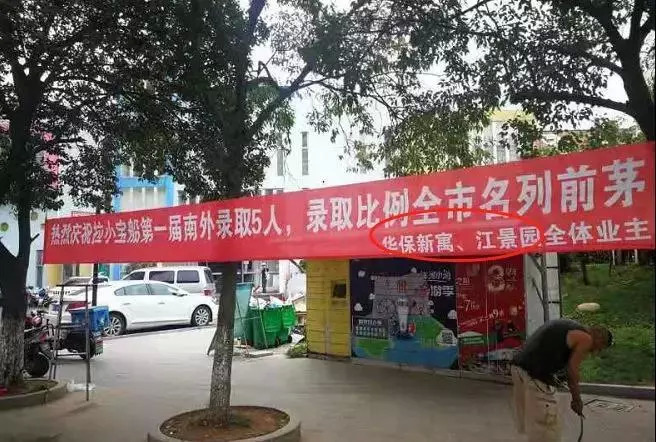 热烈庆祝拉小宝船第一届南外录取5人，录取比例全市名列前茅
华保新寓、江景园全体业主